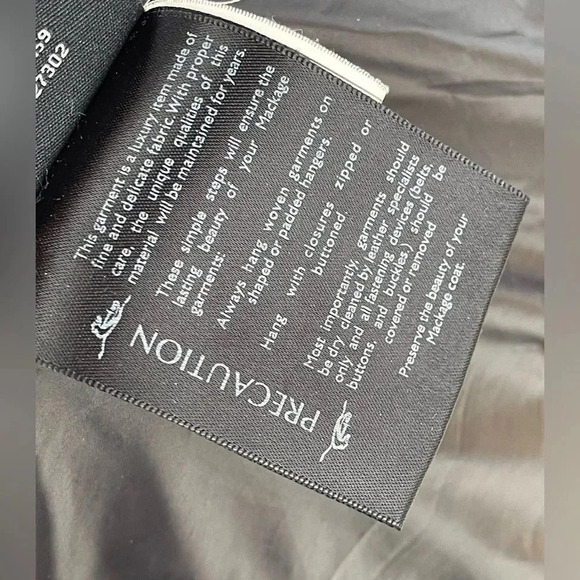 59
27302
PRECAUTION
This garment is a luxury item made of
fine and delicate fabric. With proper
care, the unique qualities of this
material will be maintained for years.
These simple steps will ensure the
lasting beauty of your Mackage
garments:
Always hang woven garments on
shaped or padded hangers.
Hang with closures zipped or
buttoned
Most importantly, garments should
be dry cleaned by leather specialists
only and all fastening devices (belts,
buttons, and buckles,) should be
covered or removed
Preserve the beauty of your
Mackage coat.